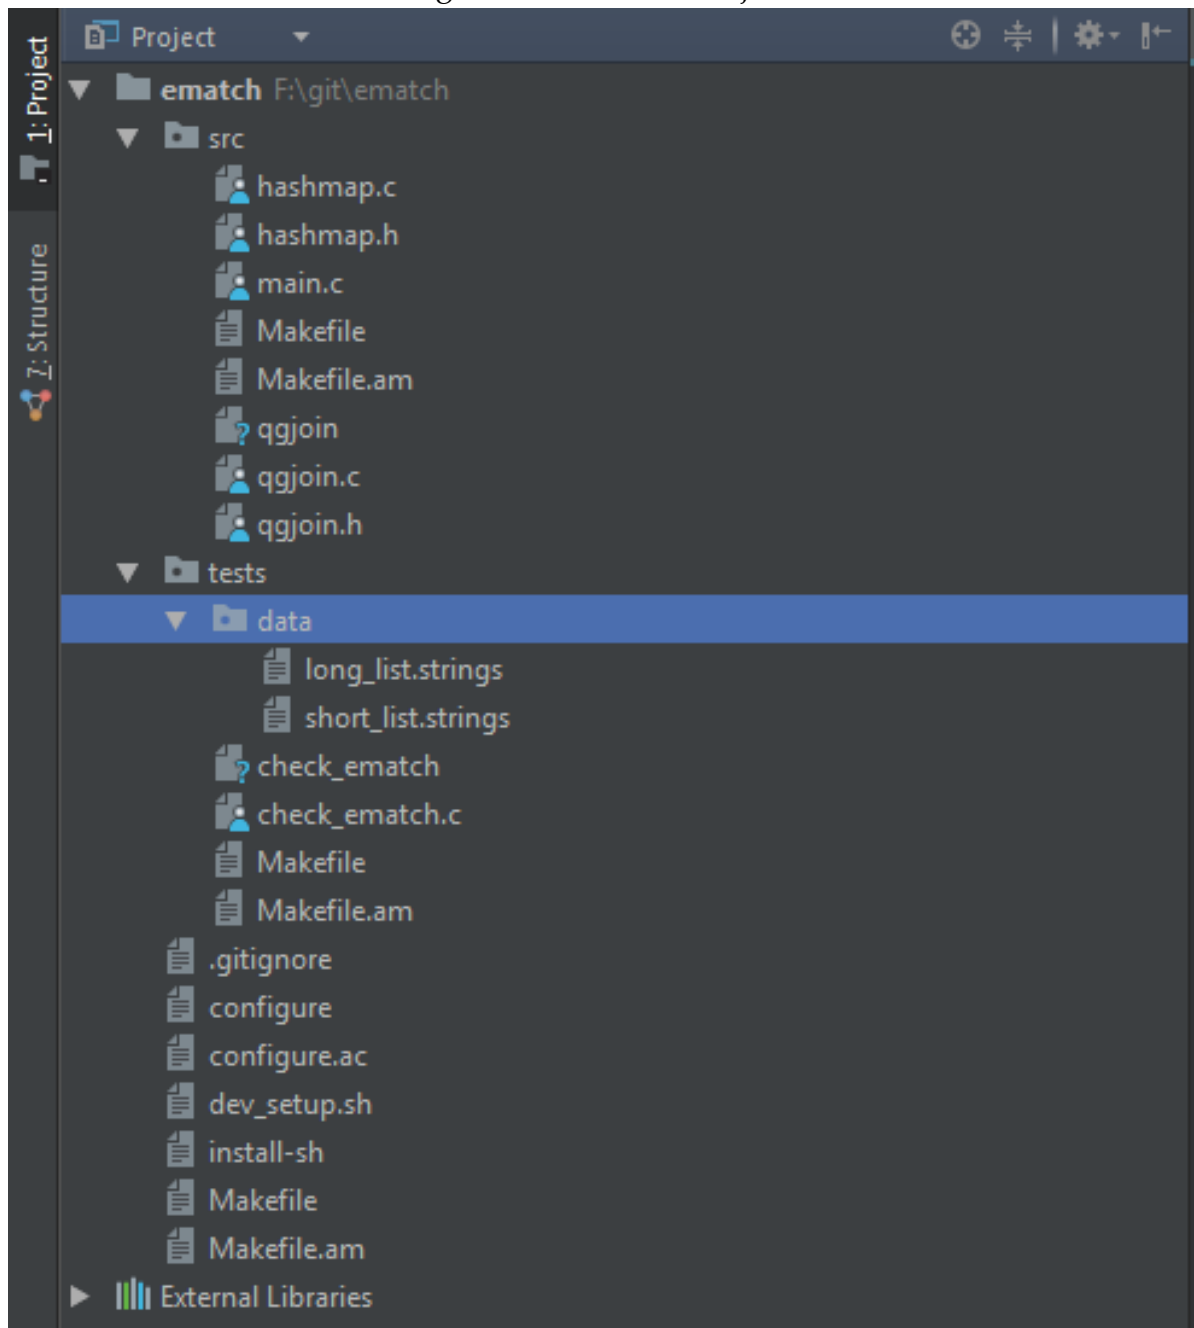 Project
1: Project
7: Structure
ematch F:\git\ematch
src
hashmap.c
hashmap.h
main.c
Makefile
Makefile.am
qgjoin
qgjoin.c
qgjoin.h
tests
data
long_list.strings
short_list.strings
check_ematch
check_ematch.c
Makefile
Makefile.am
.gitignore
configure
configure.ac
dev_setup.sh
install-sh
Makefile
Makefile.am
External Libraries